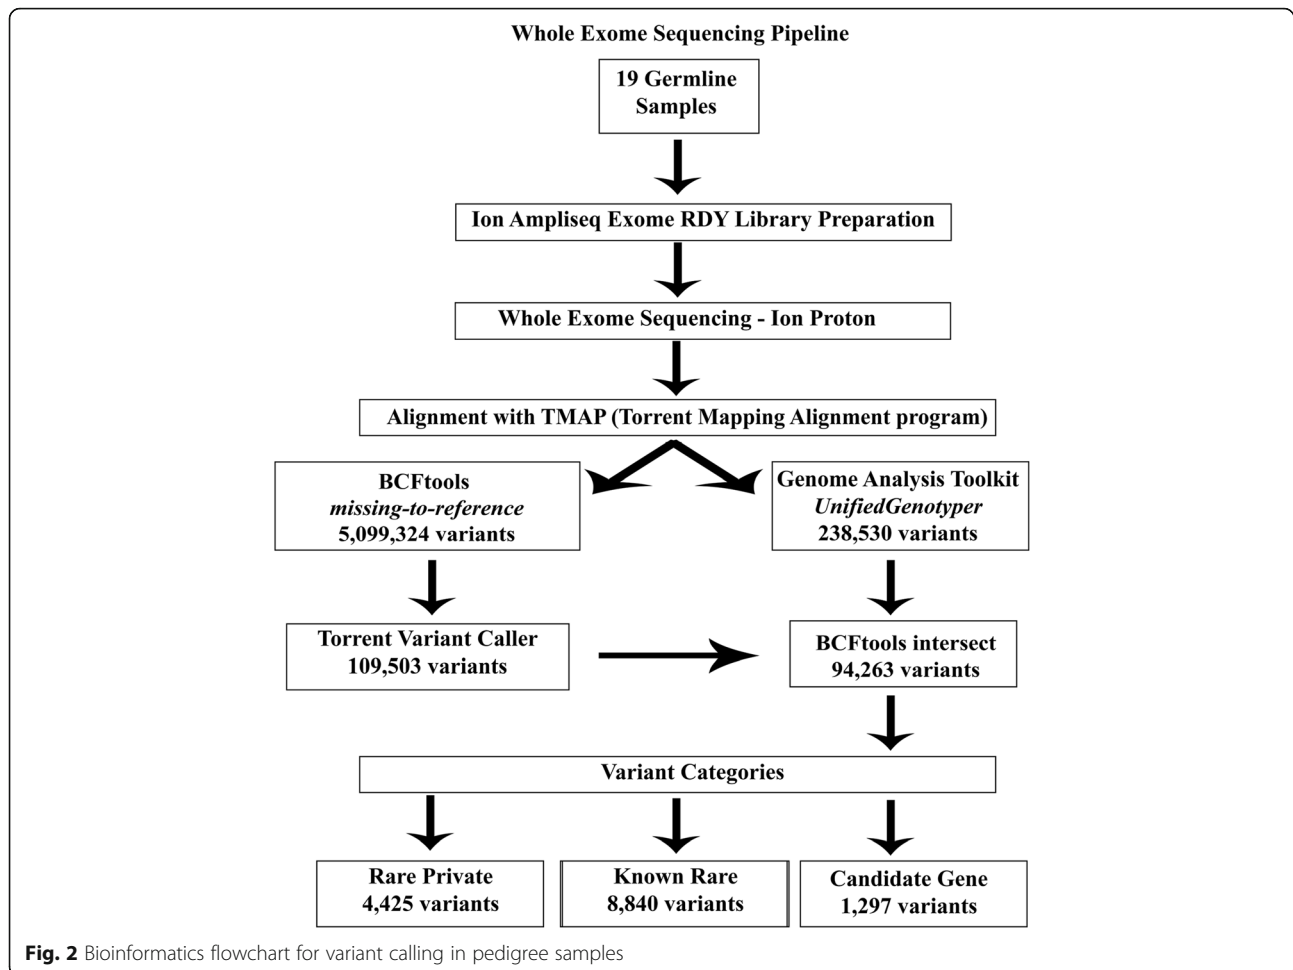 Whole Exome Sequencing Pipeline
19 Germline
Samples
Ion Ampliseq Exome RDY Library Preparation
Whole Exome Sequencing - Ion Proton
Alignment with TMAP (Torrent Mapping Alignment program)
BCFtools
missing-to-reference
5,099,324 variants
Genome Analysis Toolkit
UnifiedGenotyper
238,530 variants
Torrent Variant Caller
109,503 variants
BCFtools intersect
94,263 variants
Variant Categories
Rare Private
4,425 variants
Known Rare
8,840 variants
Candidate Gene
1,297 variants
Fig. 2 Bioinformatics flowchart for variant calling in pedigree samples